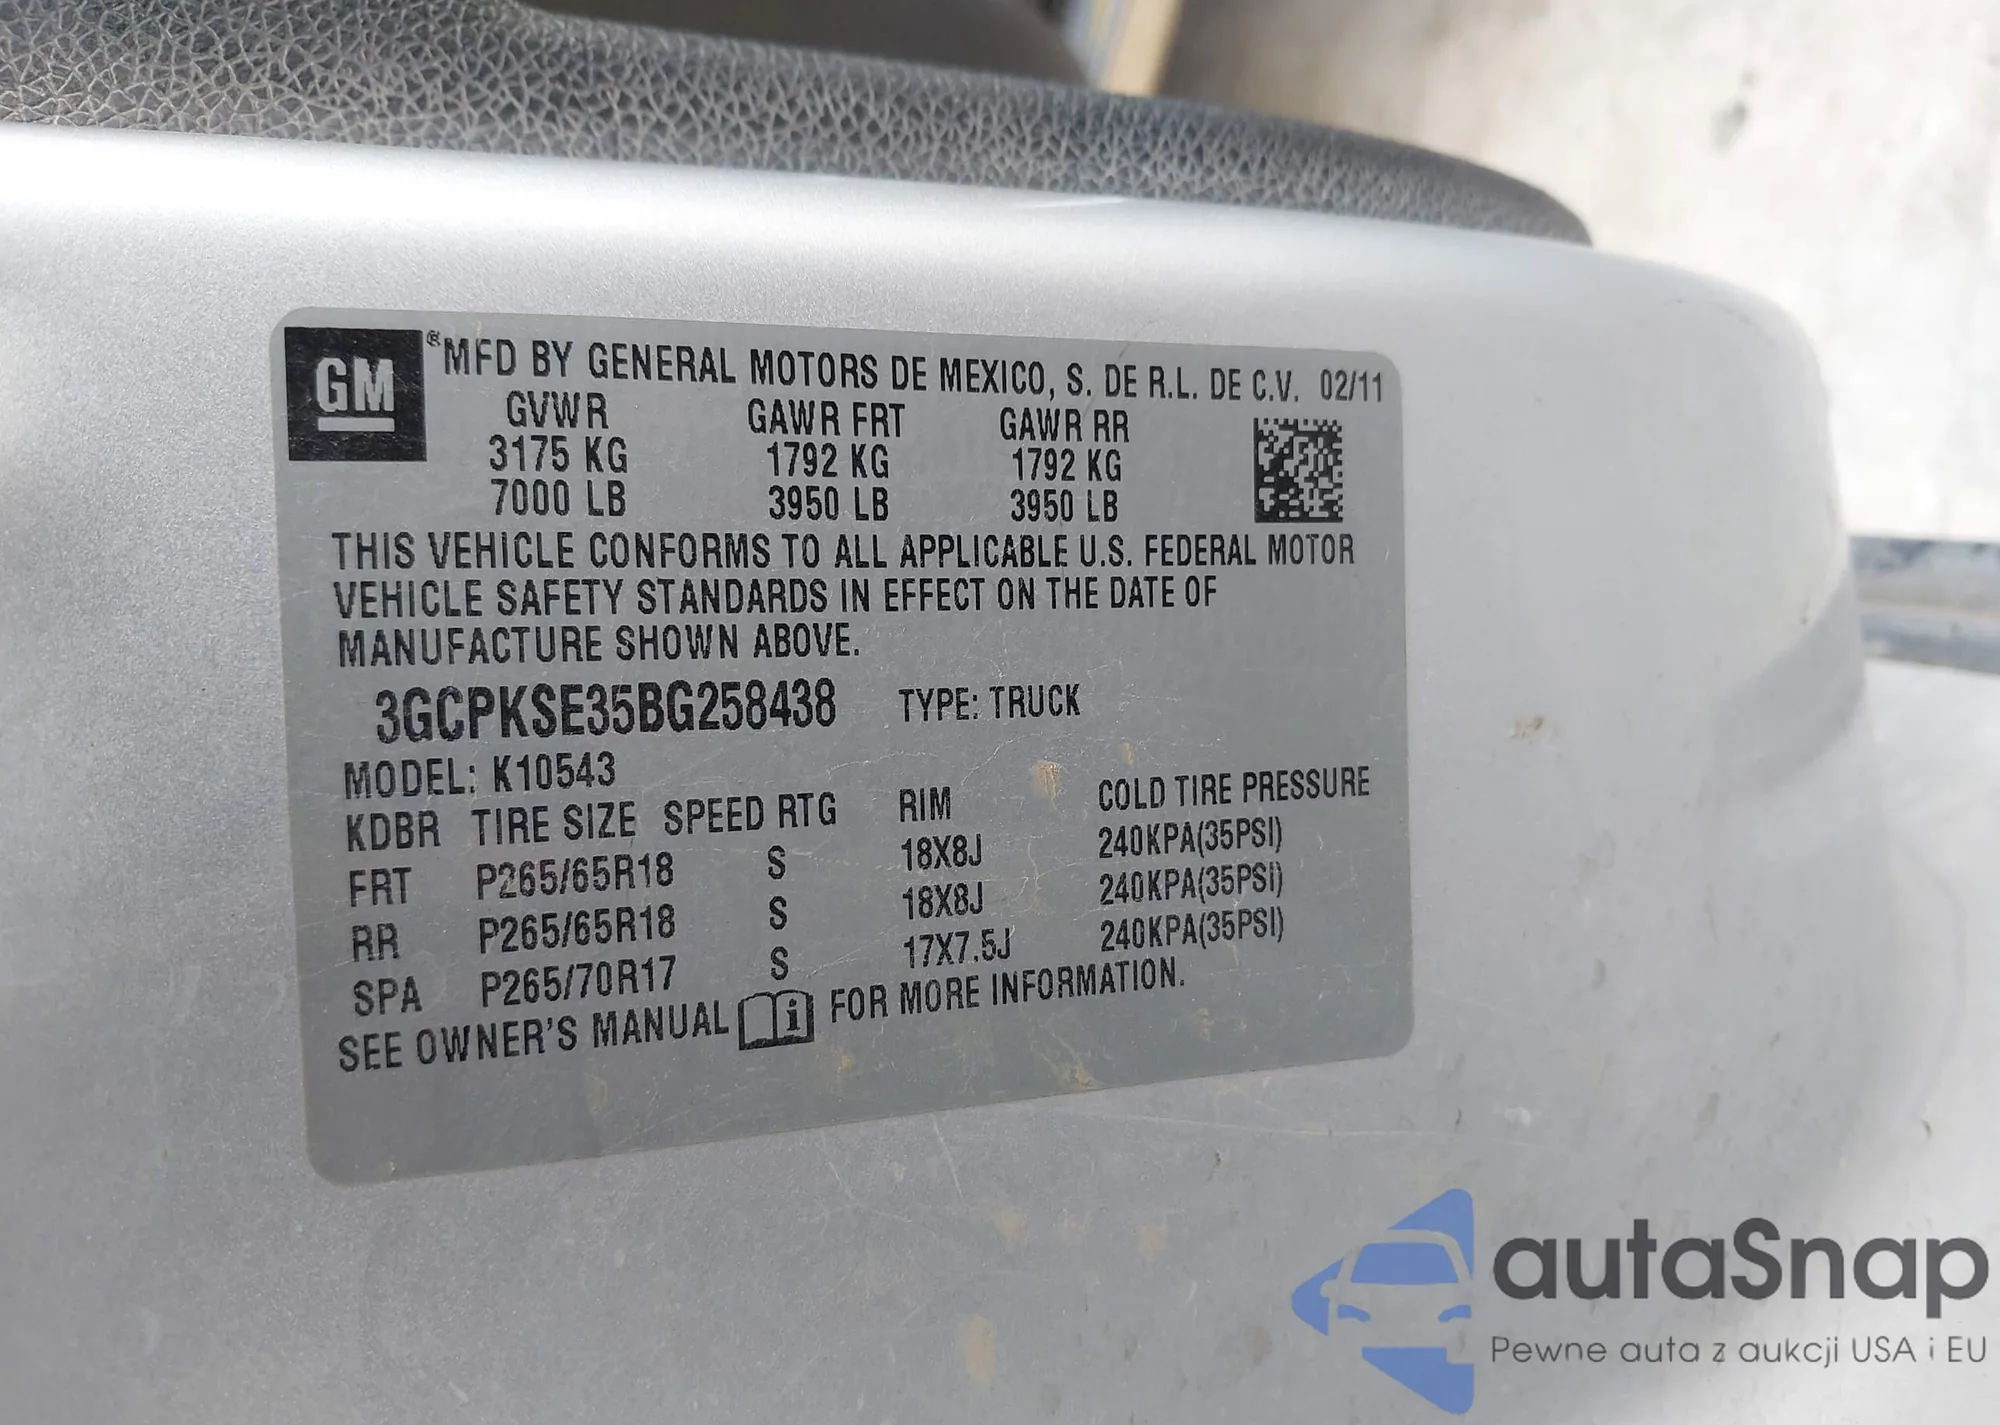 GM
®MFD BY GENERAL MOTORS DE MEXICO, S. DE R.L. DE C.V. 02/11
GVWR GAWR FRT GAWR RR
3175 KG 1792 KG 1792 KG
7000 LB 3950 LB 3950 LB
THIS VEHICLE CONFORMS TO ALL APPLICABLE U.S. FEDERAL MOTOR
VEHICLE SAFETY STANDARDS IN EFFECT ON THE DATE OF
MANUFACTURE SHOWN ABOVE.
3GCPKSE35BG258438 TYPE: TRUCK
MODEL: K10543
KDBR TIRE SIZE SPEED RTG RIM COLD TIRE PRESSURE
FRT P265/65R18 S 18X8J 240KPA(35PSI)
RR P265/65R18 S 18X8J 240KPA(35PSI)
SPA P265/70R17 S 17X7.5J 240KPA(35PSI)
SEE OWNER'S MANUAL i FOR MORE INFORMATION.
autaSnap
Pewne auta z aukcji USA i EU